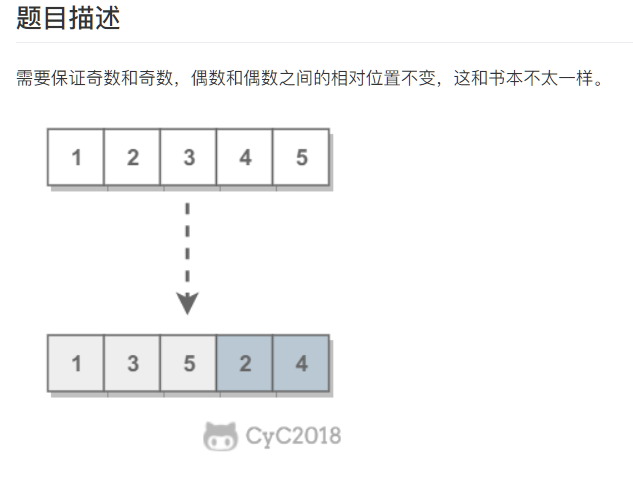 题目描述
需要保证奇数和奇数，偶数和偶数之间的相对位置不变，这和书本不太一样。
1 2 3 4 5
1 3 5 2 4
CyC2018